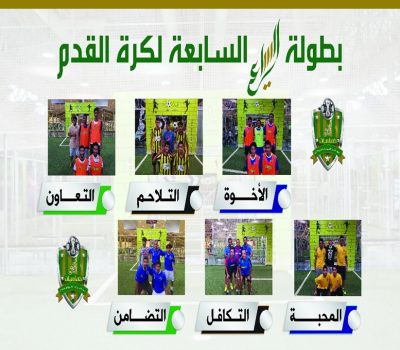 بطولة السابعة لكرة القدم
الأخوة
التلاحم
التعاون
المحبة
التكافل
التضامن